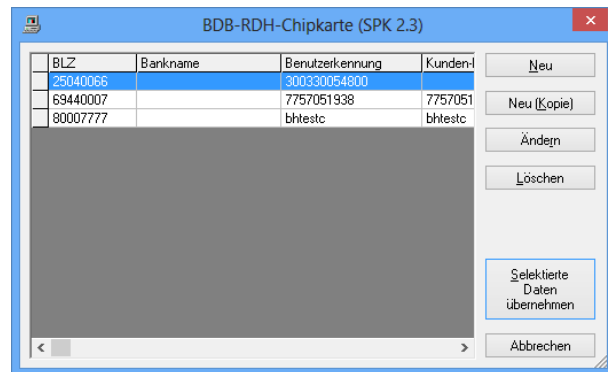 BDB-RDH-Chipkarte (SPK 2.3)
BLZ Bankname Benutzerkennung Kunden-I
25040066 300330054800
69440007 7757051938 7757051
80007777 bhtestc bhtestc
Neu
Neu (Kopie)
Ändern
Löschen
Selektierte
Daten
übernehmen
Abbrechen